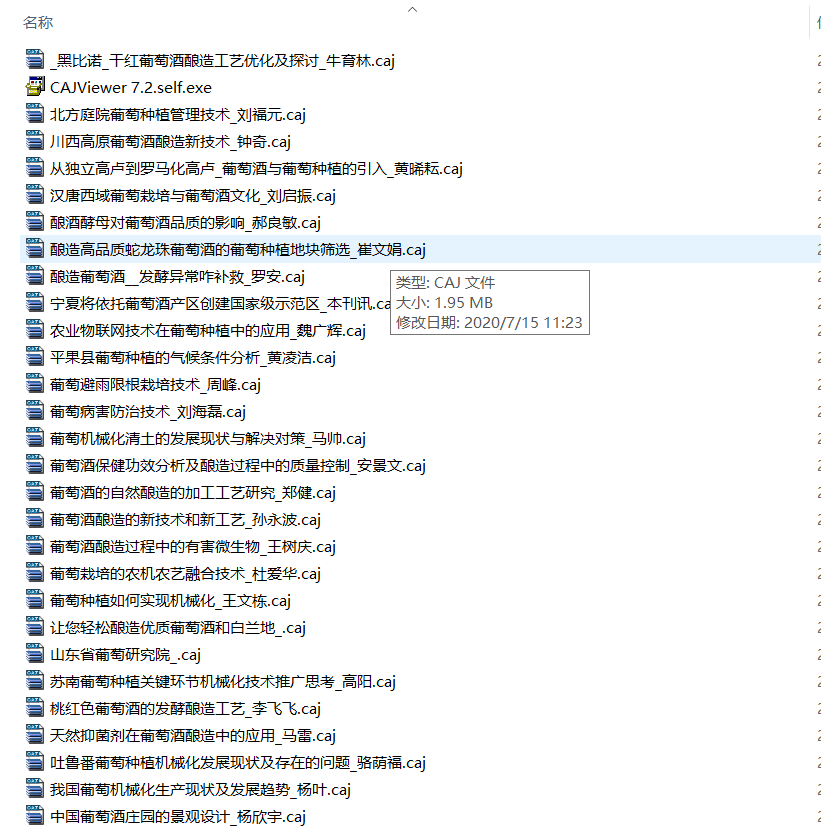 名称
_黑比诺_干红葡萄酒酿造工艺优化及探讨_牛育林.caj
CAJViewer 7.2.self.exe
北方庭院葡萄种植管理技术_刘福元.caj
川西高原葡萄酒酿造新技术_钟奇.caj
从独立高卢到罗马化高卢_葡萄酒与葡萄种植的引入_黄晞耘.caj
汉唐西域葡萄栽培与葡萄酒文化_刘启振.caj
酿酒酵母对葡萄酒品质的影响_郝良敏.caj
酿造高品质蛇龙珠葡萄酒的葡萄种植地块筛选_崔文娟.caj
酿造葡萄酒__发酵异常咋补救_罗安.caj
宁夏将依托葡萄酒产区创建国家级示范区_本刊讯.ca
农业物联网技术在葡萄种植中的应用_魏广辉.caj
平果县葡萄种植的气候条件分析_黄凌洁.caj
葡萄避雨限根栽培技术_周峰.caj
葡萄病害防治技术_刘海磊.caj
葡萄机械化清土的发展现状与解决对策_马帅.caj
葡萄酒保健功效分析及酿造过程中的质量控制_安景文.caj
葡萄酒的自然酿造的加工工艺研究_郑健.caj
葡萄酒酿造的新技术和新工艺_孙永波.caj
葡萄酒酿造过程中的有害微生物_王树庆.caj
葡萄栽培的农机农艺融合技术_杜爱华.caj
葡萄种植如何实现机械化_王文栋.caj
让您轻松酿造优质葡萄酒和白兰地_.caj
山东省葡萄研究院_.caj
苏南葡萄种植关键环节机械化技术推广思考_高阳.caj
桃红色葡萄酒的发酵酿造工艺_李飞飞.caj
天然抑菌剂在葡萄酒酿造中的应用_马雷.caj
吐鲁番葡萄种植机械化发展现状及存在的问题_骆荫福.caj
我国葡萄机械化生产现状及发展趋势_杨叶.caj
中国葡萄酒庄园的景观设计_杨欣宇.caj
类型: CAJ 文件
大小: 1.95 MB
修改日期: 2020/7/15 11:23